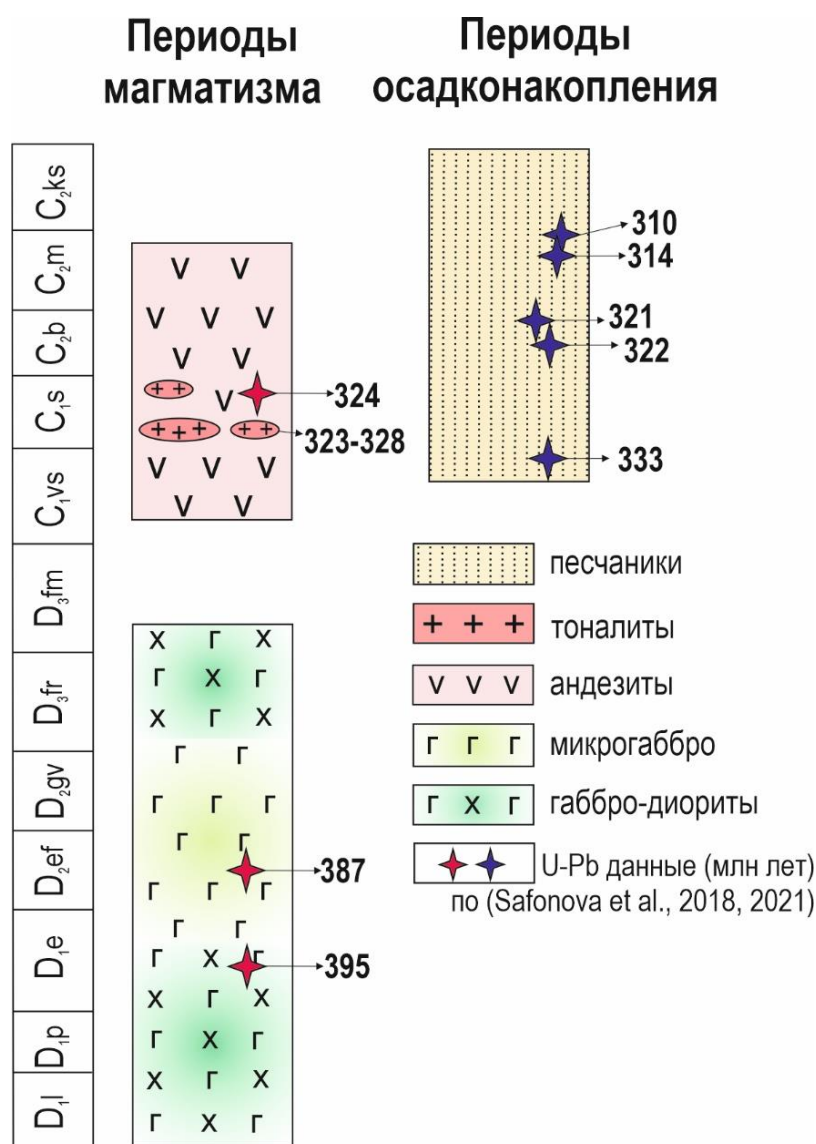 Периоды
магматизма
Периоды
осадконакопления
C₂ks
C₂m
C₂b
C₁s
C₁vs
D₃fm
D₃fr
D₂gv
D₂ef
D₁e
D₁p
D₁l
V V
V V V
V V
+ + V
+ + + + +
V V V
V V
324
323-328
X Г X
Г X Г
X Г X
Г Г
Г Г Г
Г Г
Г Г Г
Г Г
Г X Г
X Г X
Г X Г
X Г X
Г X Г
387
395
310
314
321
322
333
песчаники
+ + + тоналиты
V V V андезиты
Г Г Г микрогаббро
Г X Г габбро-диориты
U-Pb данные (млн лет)
по (Safonova et al., 2018, 2021)